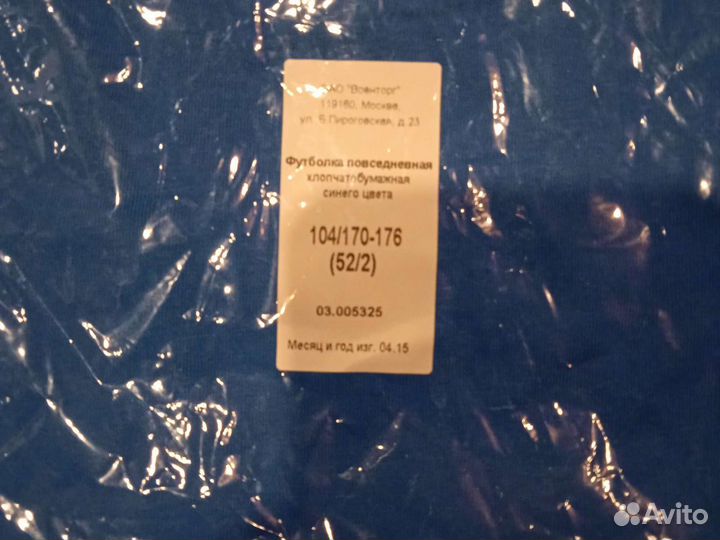 ЗАО "Военторг"
119160, Москва,
ул. Б.Пироговская, д.23
Футболка повседневная
хлопчатобумажная
синего цвета
104/170-176
(52/2)
03.005325
Месяц и год изг. 04.15
Avito